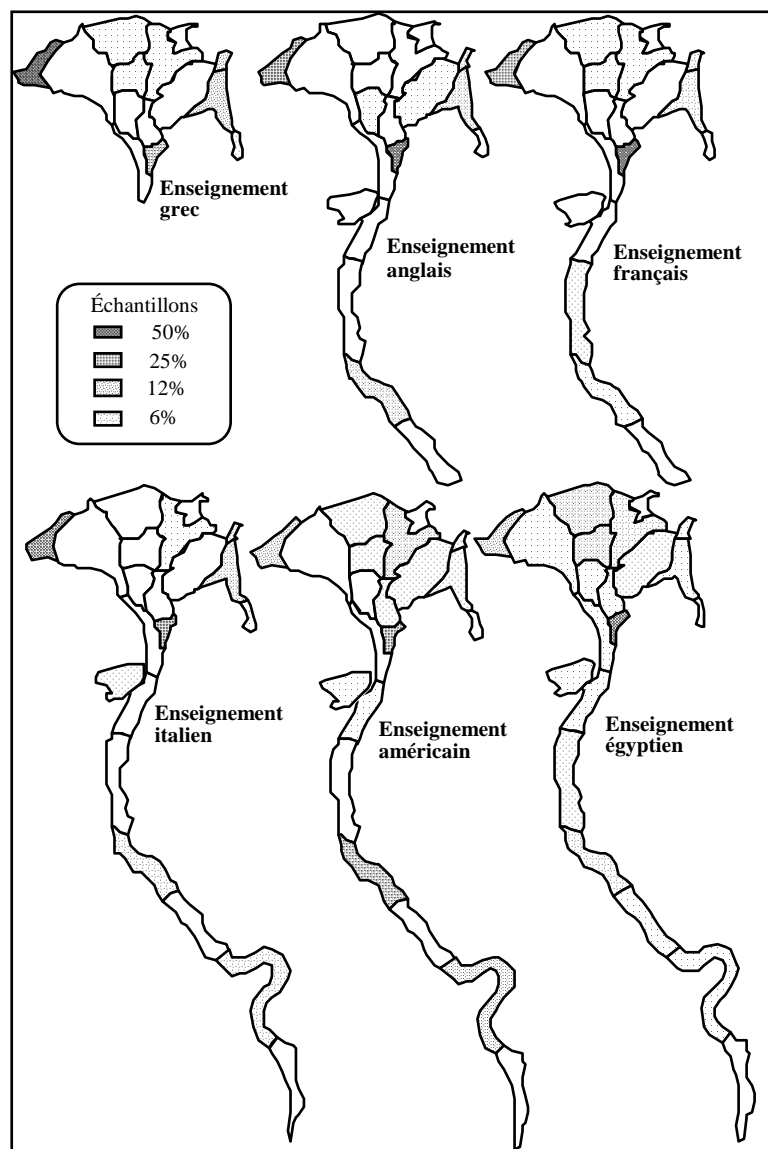 Enseignement
grec
Enseignement
anglais
Enseignement
français
Échantillons
50%
25%
12%
6%
Enseignement
italien
Enseignement
américain
Enseignement
égyptien